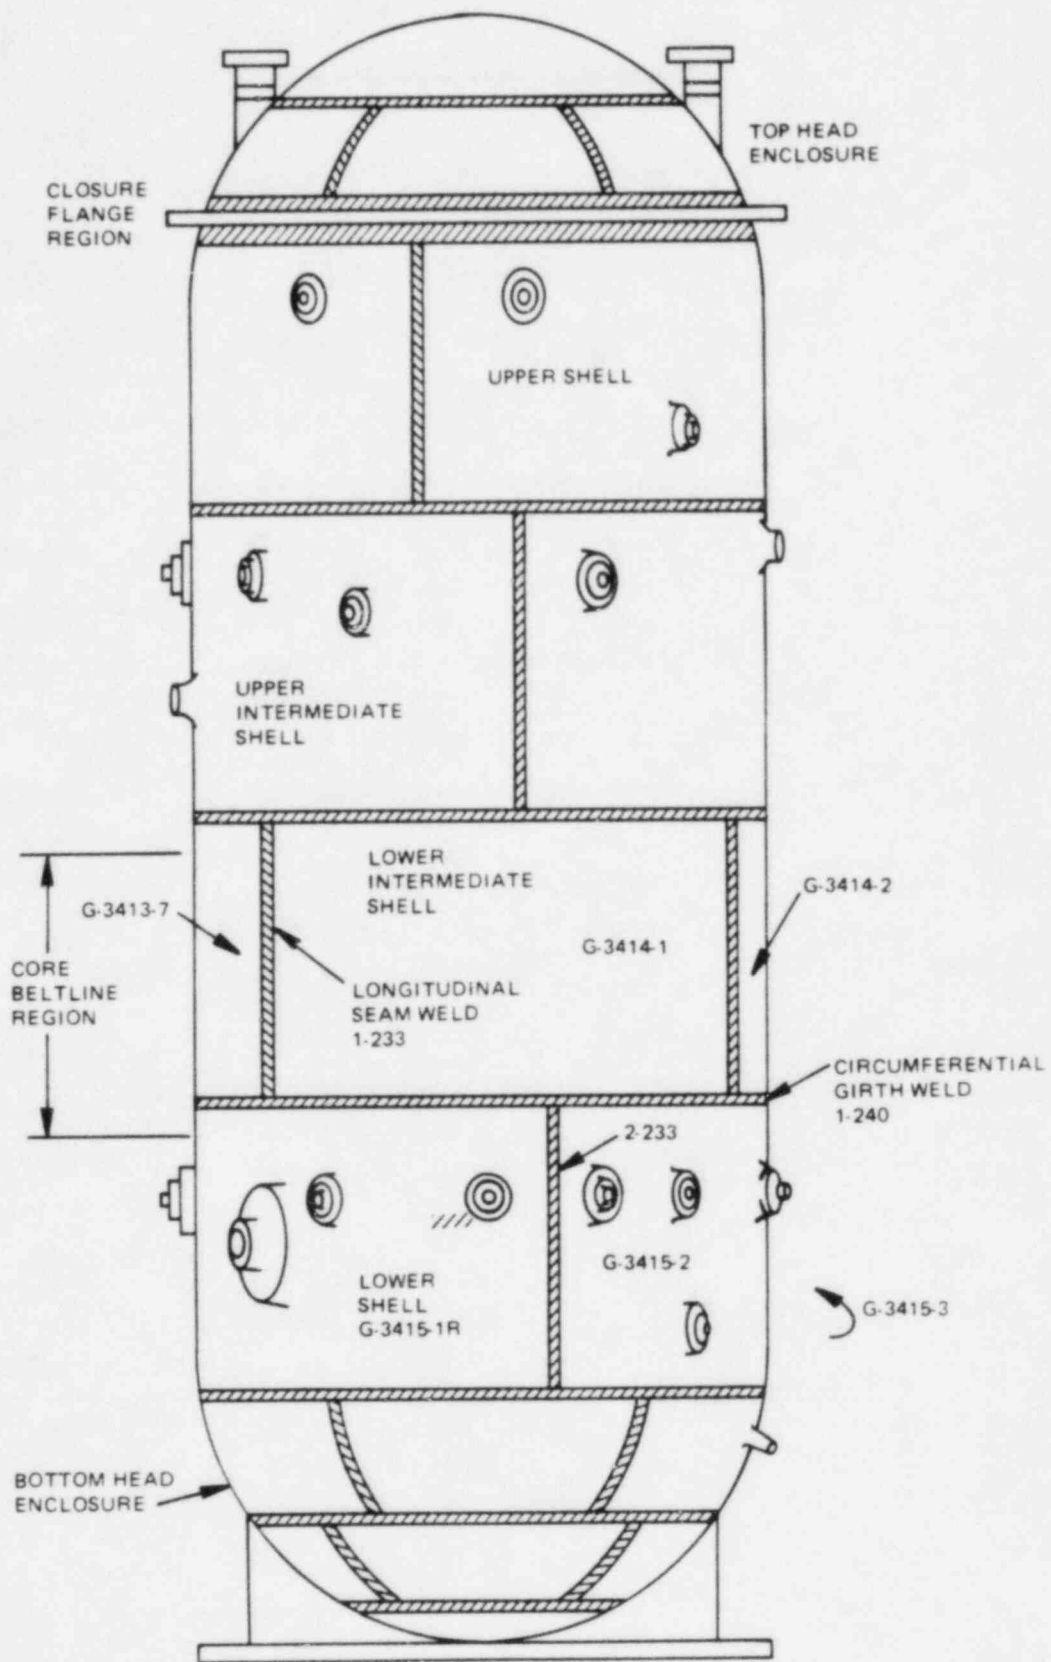 TOP HEAD
ENCLOSURE
CLOSURE
FLANGE
REGION
UPPER SHELL
UPPER
INTERMEDIATE
SHELL
LOWER
INTERMEDIATE
SHELL
G-3414-2
G-3413-7
G-3414-1
CORE
BELTLINE
REGION
LONGITUDINAL
SEAM WELD
1-233
CIRCUMFERENTIAL
GIRTH WELD
1-240
2-233
G-3415-2
LOWER
SHELL
G-3415-1R
G-3415-3
BOTTOM HEAD
ENCLOSURE